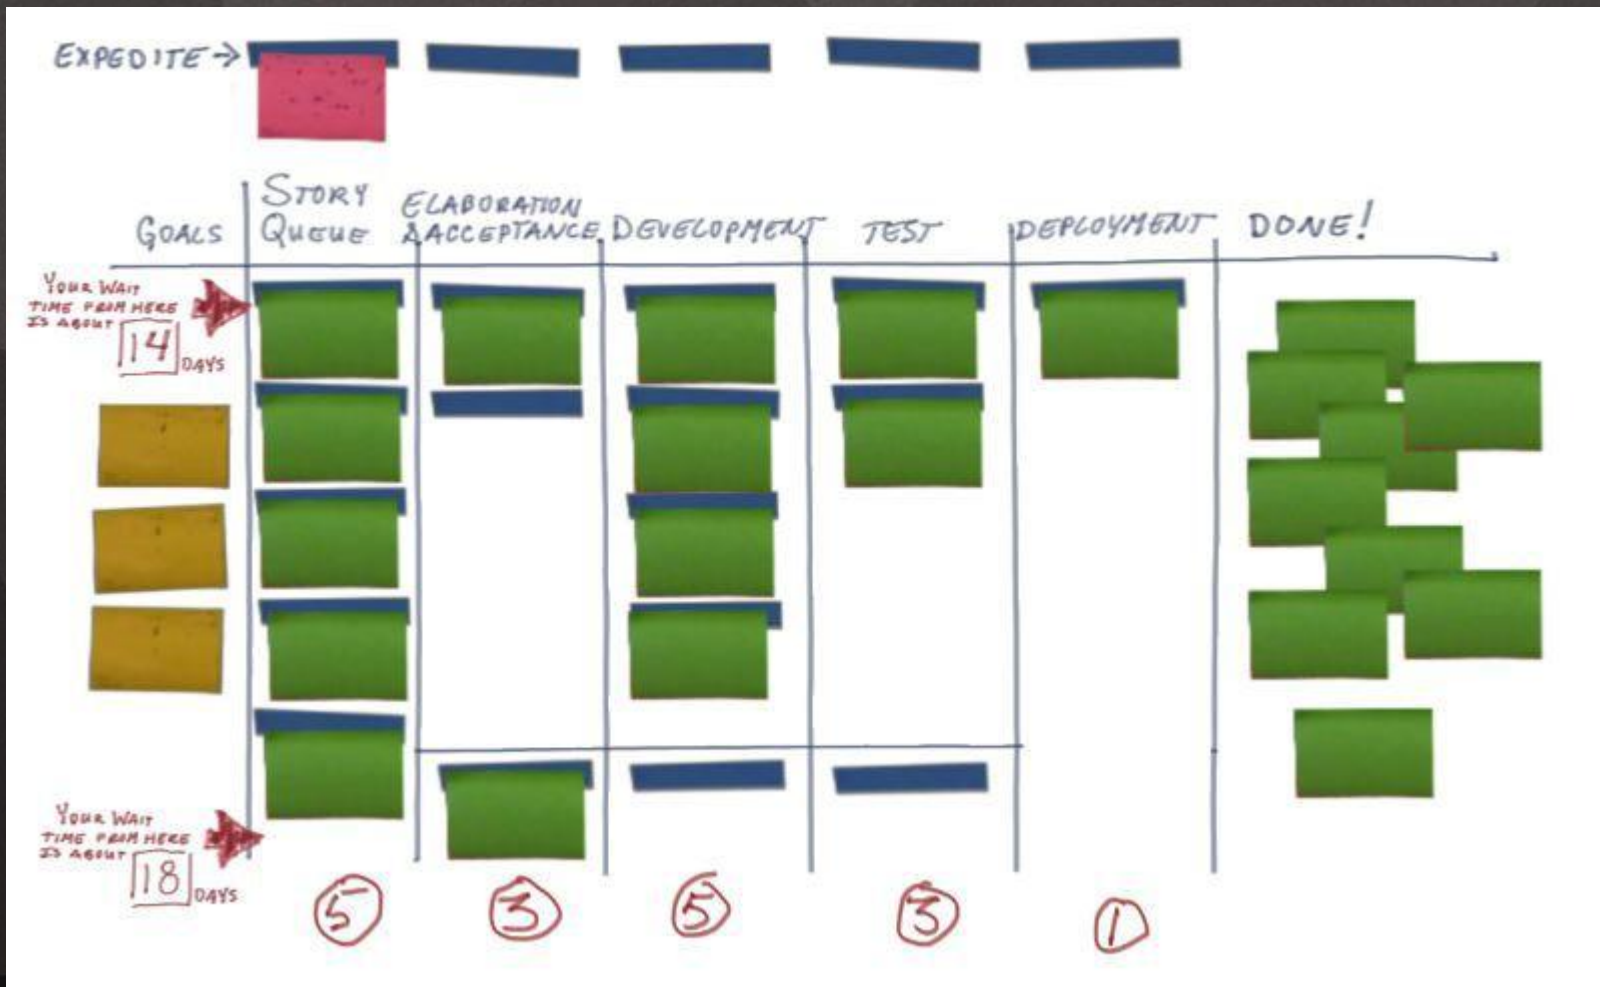 EXPEDITE →
STORY
QUEUE
ELABORATION
& ACCEPTANCE
GOALS
DEVELOPMENT
TEST
DEPLOYMENT
DONE!
YOUR WAIT
TIME FROM HERE
IS ABOUT
14
DAYS
YOUR WAIT
TIME FROM HERE
IS ABOUT
18
DAYS
5
3
5
3
1